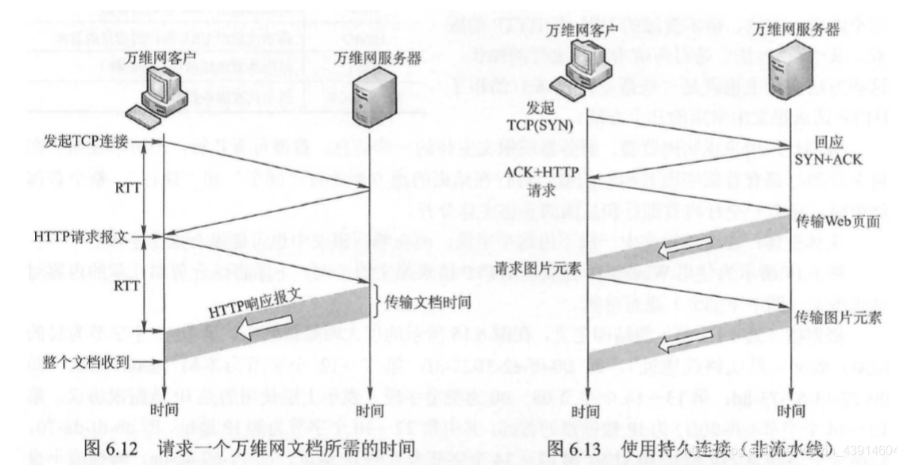 万维网客户
万维网服务器
发起TCP连接
RTT
HTTP请求报文
RTT
HTTP响应报文
传输文档时间
整个文档收到
时间
时间
图 6.12 请求一个万维网文档所需的时间
万维网客户
万维网服务器
发起
TCP(SYN)
回应
SYN+ACK
ACK+HTTP
请求
传输Web页面
请求图片元素
传输图片元素
时间
时间
图 6.13 使用持久连接(非流水线)